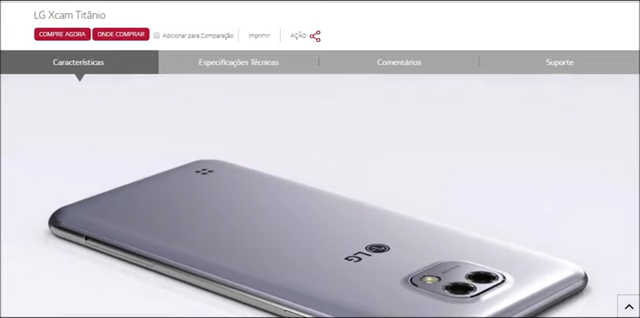 LG Xcam Titânio
COMPRE AGORA ONDE COMPRAR Adicionar para Comparação Imprimir AÇÃO
Características Especificações Técnicas Comentários Suporte
LG